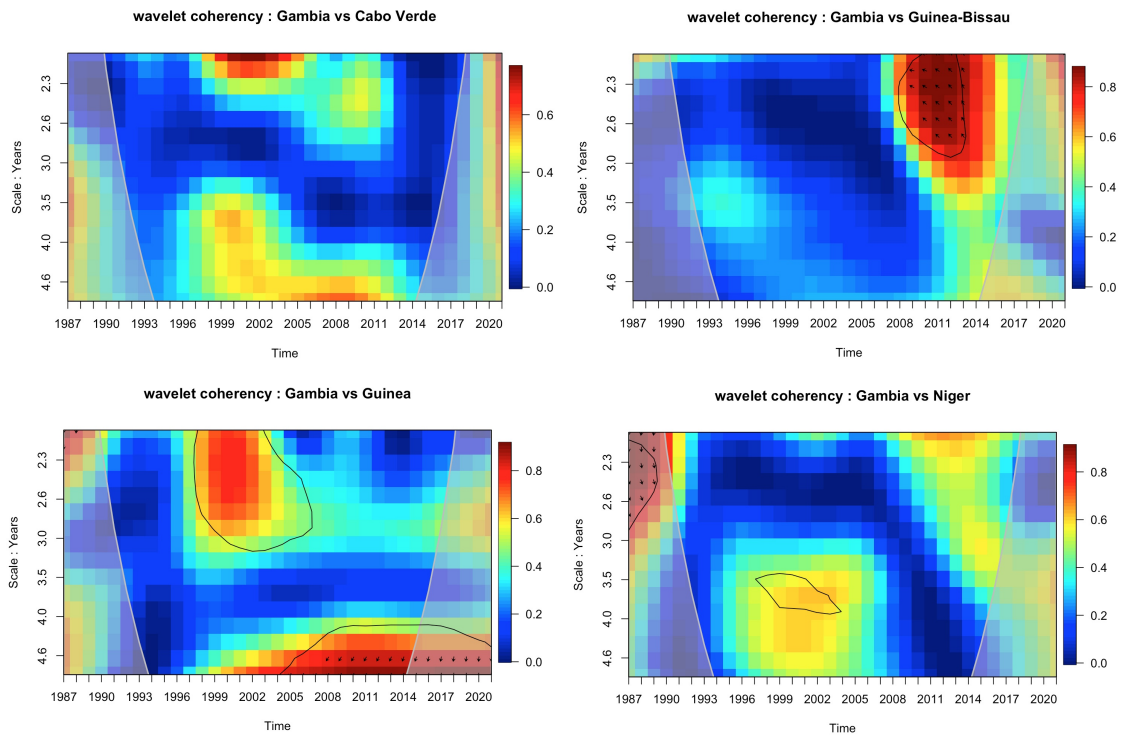 wavelet coherency : Gambia vs Cabo Verde
Scale : Years
2.3
2.6
3.0
3.5
4.0
4.6
0.6
0.4
0.2
0.0
1987 1990 1993 1996 1999 2002 2005 2008 2011 2014 2017 2020
Time
wavelet coherency : Gambia vs Guinea-Bissau
Scale : Years
2.3
2.6
3.0
3.5
4.0
4.6
0.8
0.6
0.4
0.2
0.0
1987 1990 1993 1996 1999 2002 2005 2008 2011 2014 2017 2020
Time
wavelet coherency : Gambia vs Guinea
Scale : Years
2.3
2.6
3.0
3.5
4.0
4.6
0.8
0.6
0.4
0.2
0.0
1987 1990 1993 1996 1999 2002 2005 2008 2011 2014 2017 2020
Time
wavelet coherency : Gambia vs Niger
Scale : Years
2.3
2.6
3.0
3.5
4.0
4.6
0.8
0.6
0.4
0.2
0.0
1987 1990 1993 1996 1999 2002 2005 2008 2011 2014 2017 2020
Time